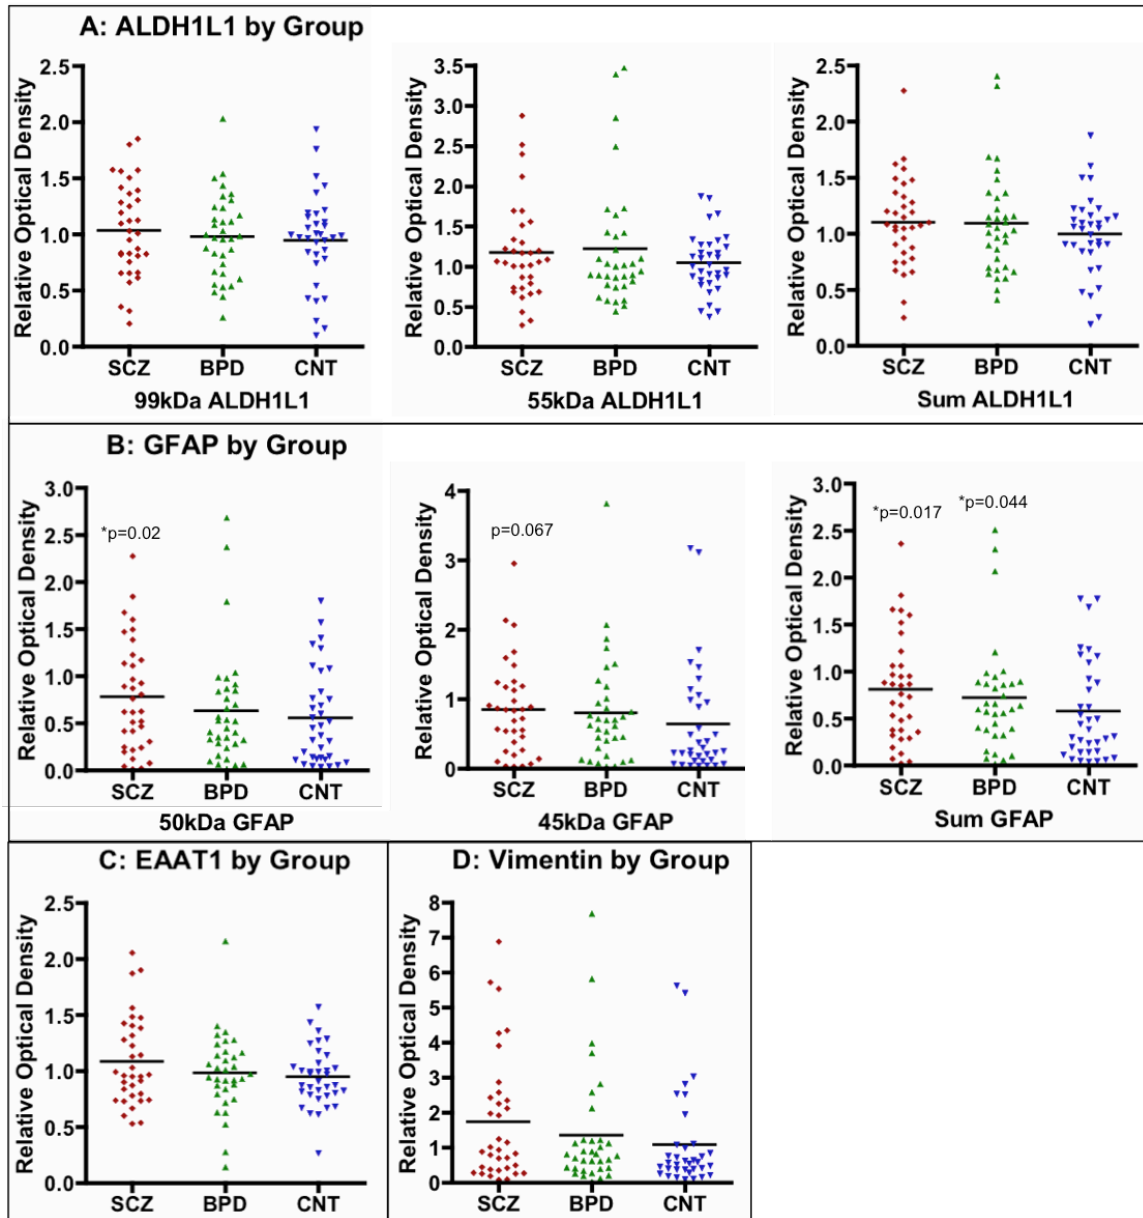 A: ALDH1L1 by Group
Relative Optical Density
2.5
2.0
1.5
1.0
0.5
0.0
SCZ BPD CNT
99kDa ALDH1L1
Relative Optical Density
3.5
3.0
2.5
2.0
1.5
1.0
0.5
0.0
SCZ BPD CNT
55kDa ALDH1L1
Relative Optical Density
2.5
2.0
1.5
1.0
0.5
0.0
SCZ BPD CNT
Sum ALDH1L1
B: GFAP by Group
Relative Optical Density
3.0
2.5
2.0
1.5
1.0
0.5
0.0
*p=0.02
SCZ BPD CNT
50kDa GFAP
Relative Optical Density
4
3
2
1
0
p=0.067
SCZ BPD CNT
45kDa GFAP
Relative Optical Density
3.0
2.5
2.0
1.5
1.0
0.5
0.0
*p=0.017
*p=0.044
SCZ BPD CNT
Sum GFAP
C: EAAT1 by Group
Relative Optical Density
2.5
2.0
1.5
1.0
0.5
0.0
SCZ BPD CNT
D: Vimentin by Group
Relative Optical Density
8
7
6
5
4
3
2
1
0
SCZ BPD CNT